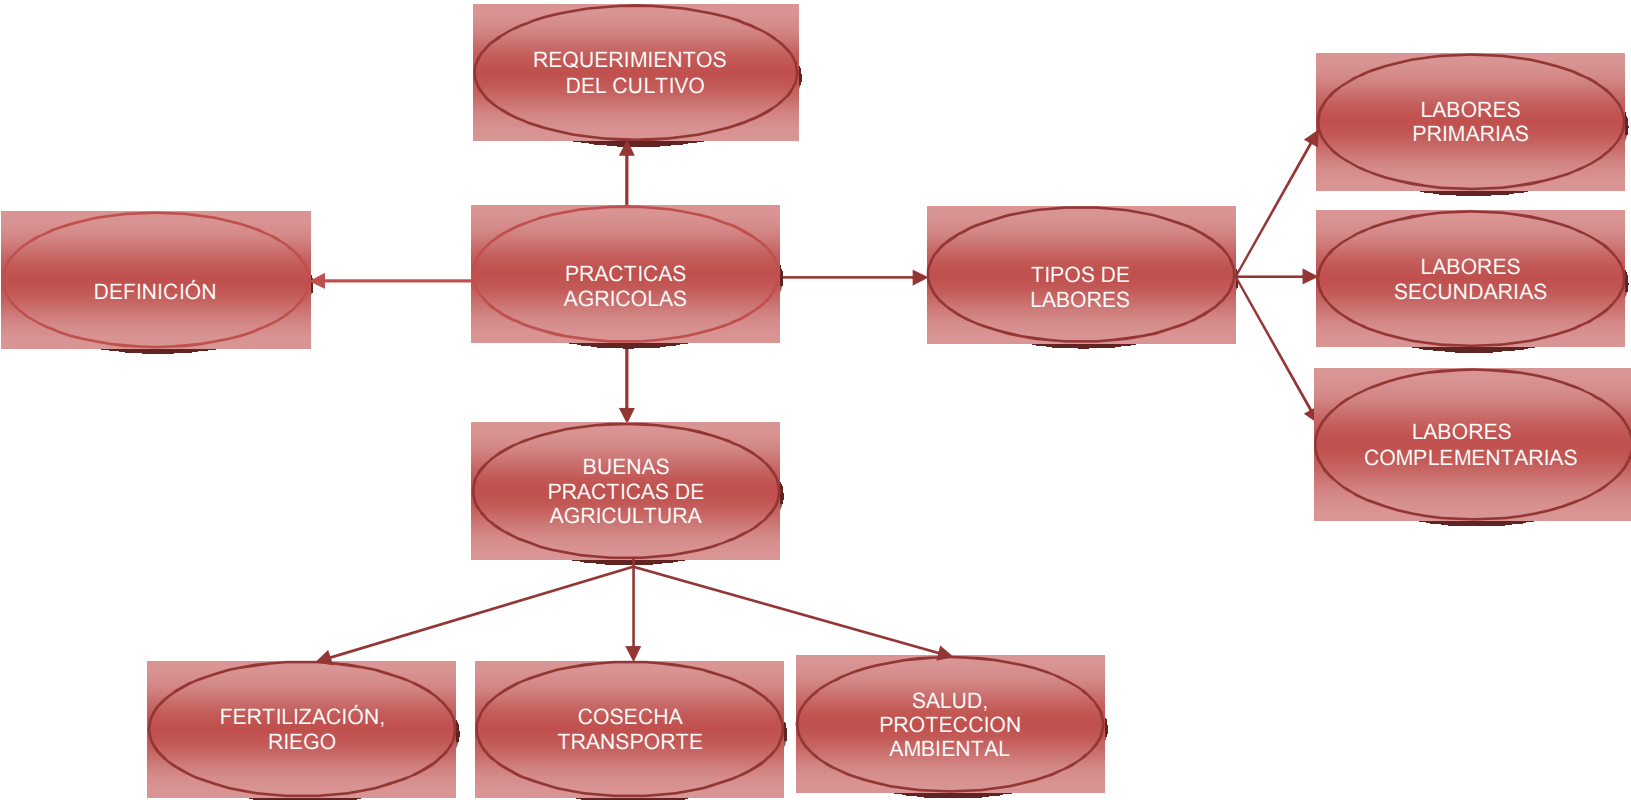 REQUERIMIENTOS
DEL CULTIVO
LABORES
PRIMARIAS
DEFINICIÓN
PRACTICAS
AGRICOLAS
TIPOS DE
LABORES
LABORES
SECUNDARIAS
LABORES
COMPLEMENTARIAS
BUENAS
PRACTICAS DE
AGRICULTURA
FERTILIZACIÓN,
RIEGO
COSECHA
TRANSPORTE
SALUD,
PROTECCION
AMBIENTAL